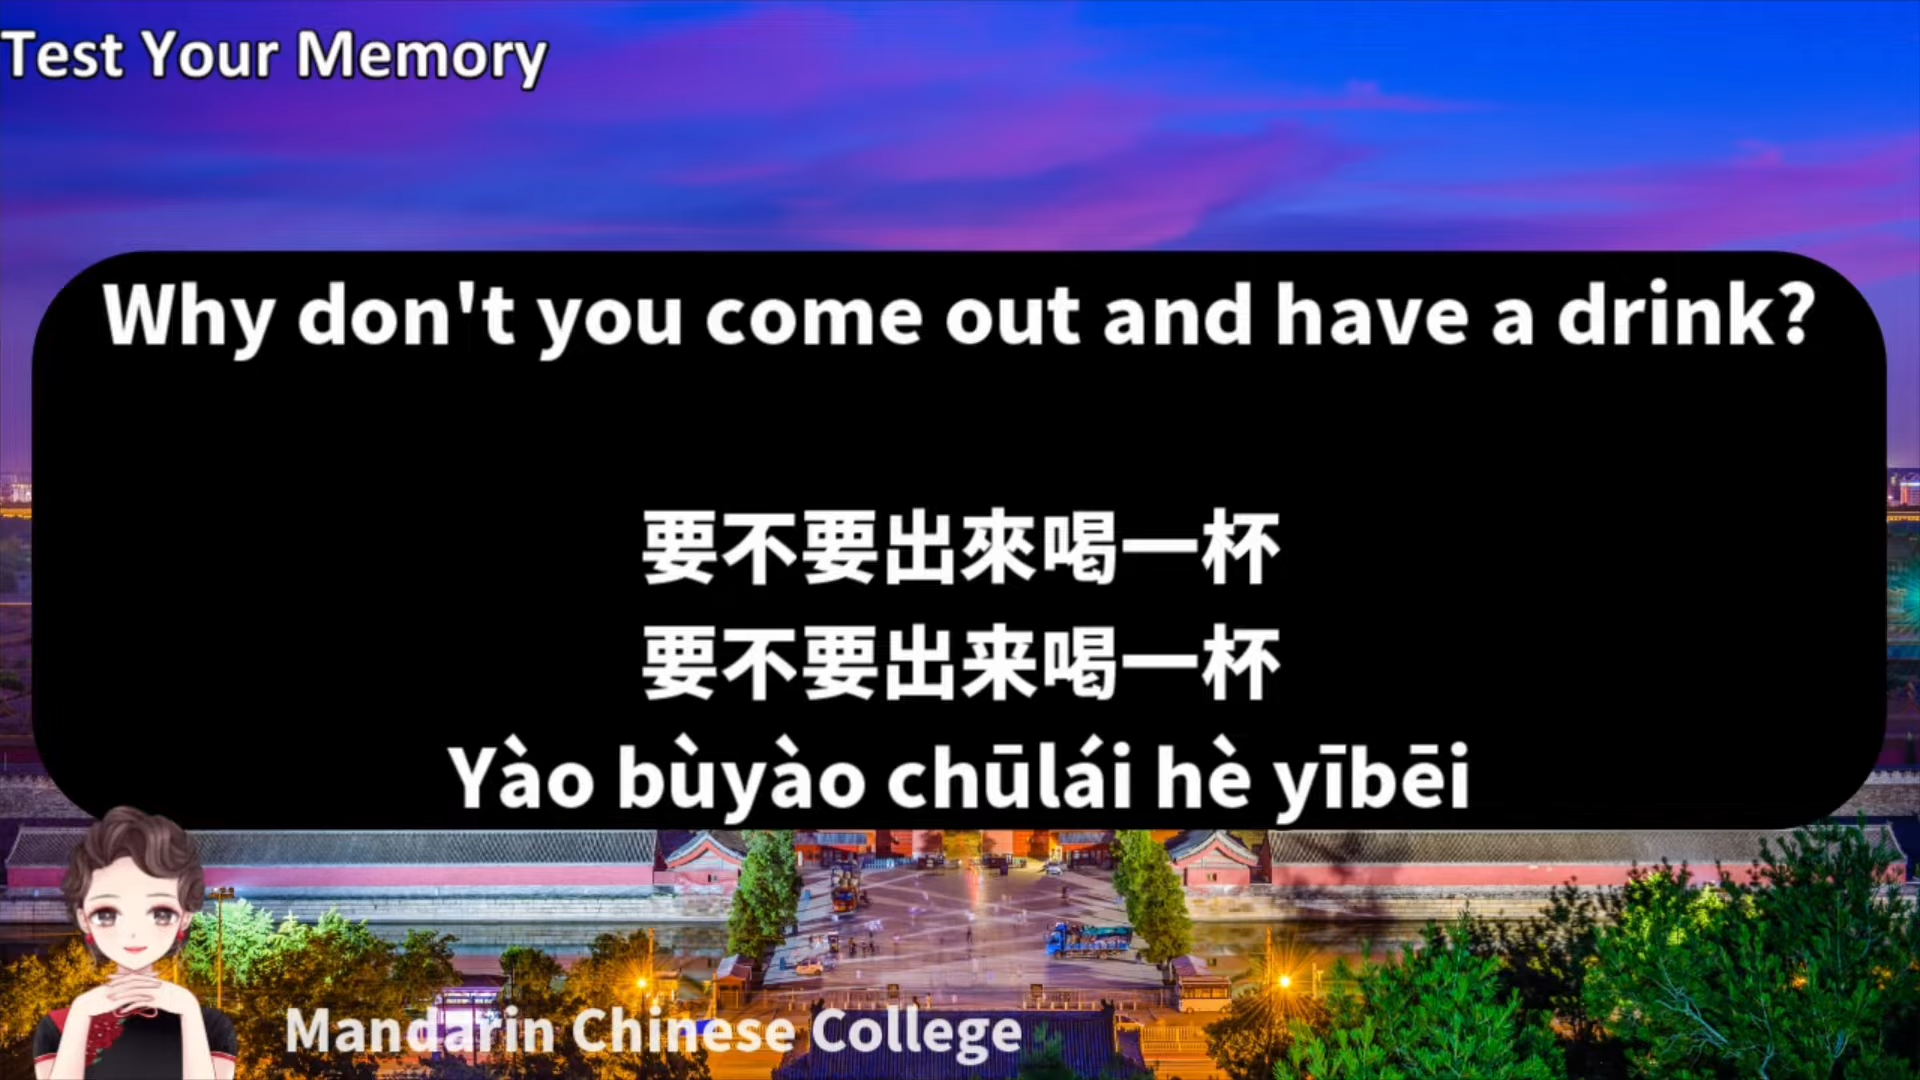 Test Your Memory
Why don't you come out and have a drink?
要不要出來喝一杯
要不要出来喝一杯
Yào bùyào chūlái hè yībēi
Mandarin Chinese College